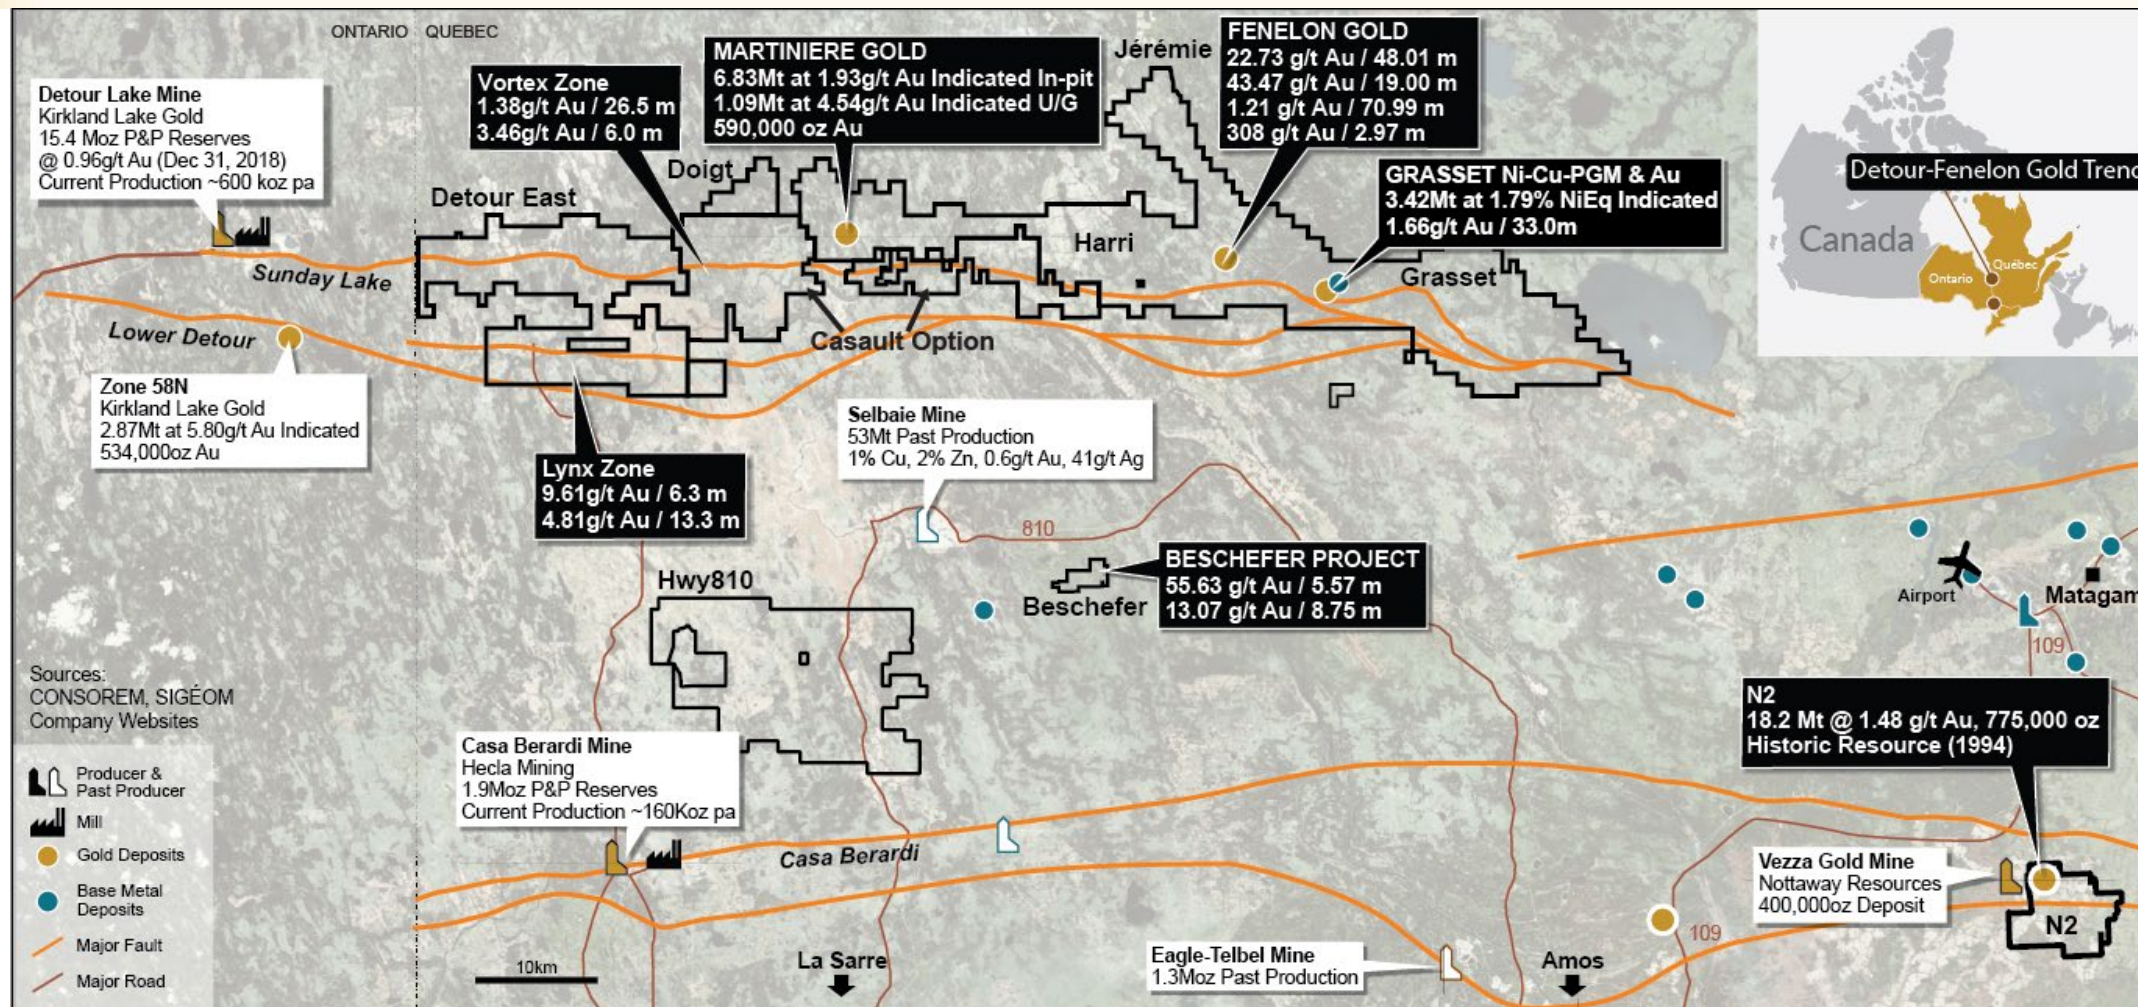 ONTARIO QUEBEC
Detour Lake Mine
Kirkland Lake Gold
15.4 Moz P&P Reserves
@ 0.96g/t Au (Dec 31, 2018)
Current Production ~600 koz pa
Vortex Zone
1.38g/t Au / 26.5 m
3.46g/t Au / 6.0 m
MARTINIERE GOLD
6.83Mt at 1.93g/t Au Indicated In-pit
1.09Mt at 4.54g/t Au Indicated U/G
590,000 oz Au
Jérémie
FENELON GOLD
22.73 g/t Au / 48.01 m
43.47 g/t Au / 19.00 m
1.21 g/t Au / 70.99 m
308 g/t Au / 2.97 m
GRASSET Ni-Cu-PGM & Au
3.42Mt at 1.79% NiEq Indicated
1.66g/t Au / 33.0m
Detour-Fenelon Gold Trend
Canada
Ontario
Québec
Doigt
Detour East
Harri
Grasset
Sunday Lake
Lower Detour
Casault Option
Zone 58N
Kirkland Lake Gold
2.87Mt at 5.80g/t Au Indicated
534,000oz Au
Lynx Zone
9.61g/t Au / 6.3 m
4.81g/t Au / 13.3 m
Selbaie Mine
53Mt Past Production
1% Cu, 2% Zn, 0.6g/t Au, 41g/t Ag
810
BESCHEFER PROJECT
55.63 g/t Au / 5.57 m
13.07 g/t Au / 8.75 m
Beschefer
Hwy810
Airport
Matagam
109
Sources:
CONSOREM, SIGÉOM
Company Websites
Producer &
Past Producer
Mill
Gold Deposits
Base Metal
Deposits
Major Fault
Major Road
Casa Berardi Mine
Hecla Mining
1.9Moz P&P Reserves
Current Production ~160Koz pa
Casa Berardi
N2
18.2 Mt @ 1.48 g/t Au, 775,000 oz
Historic Resource (1994)
Vezza Gold Mine
Nottaway Resources
400,000oz Deposit
N2
109
Eagle-Telbel Mine
1.3Moz Past Production
10km
La Sarre
Amos